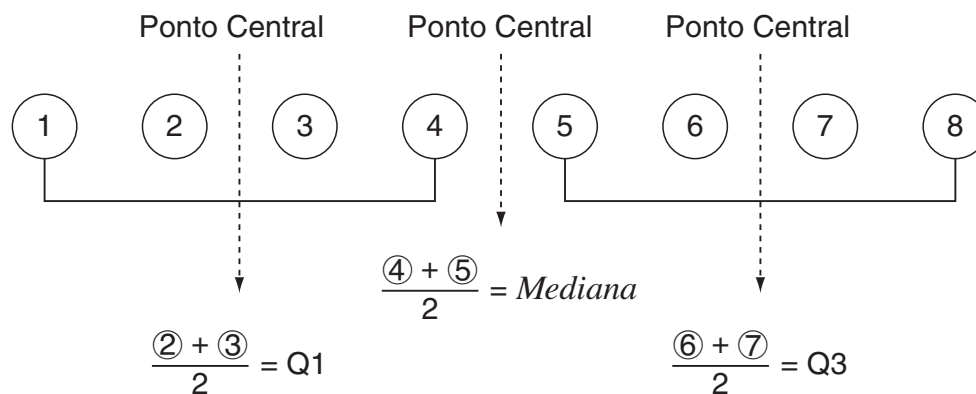 Ponto Central Ponto Central Ponto Central
1 2 3 4 5 6 7 8
④ + ⑤
2
= Mediana
② + ③
2
= Q1
⑥ + ⑦
2
= Q3